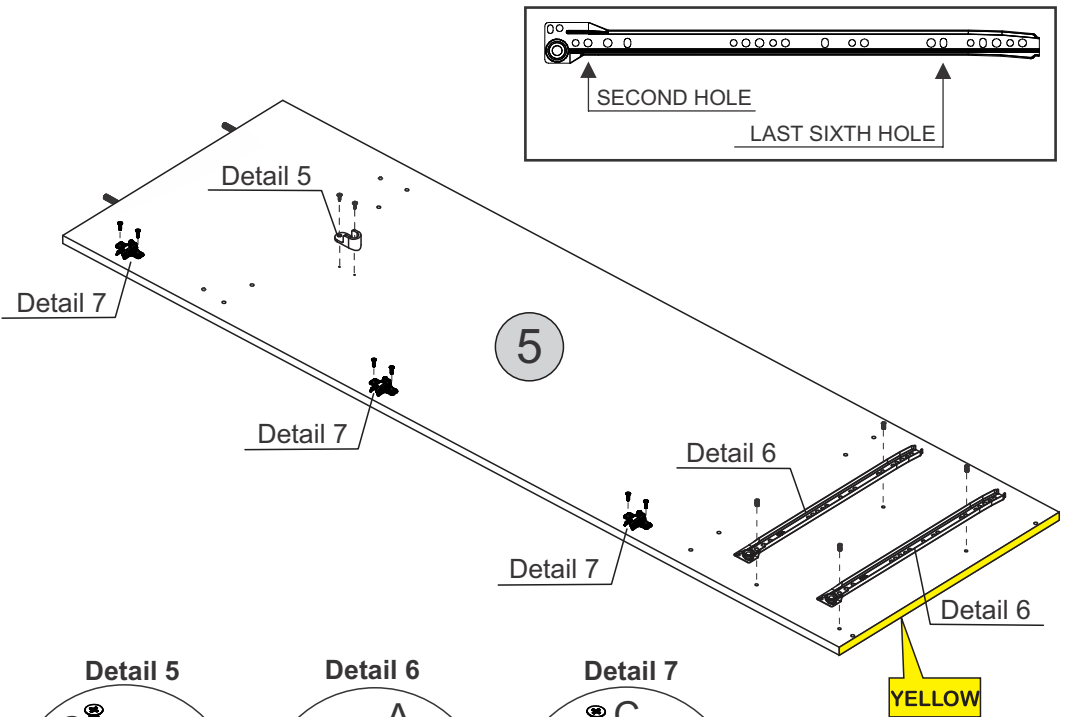 SECOND HOLE
LAST SIXTH HOLE
Detail 5
Detail 7
5
Detail 7
Detail 6
Detail 7
Detail 6
YELLOW
Detail 5
Detail 6
Detail 7
A
C